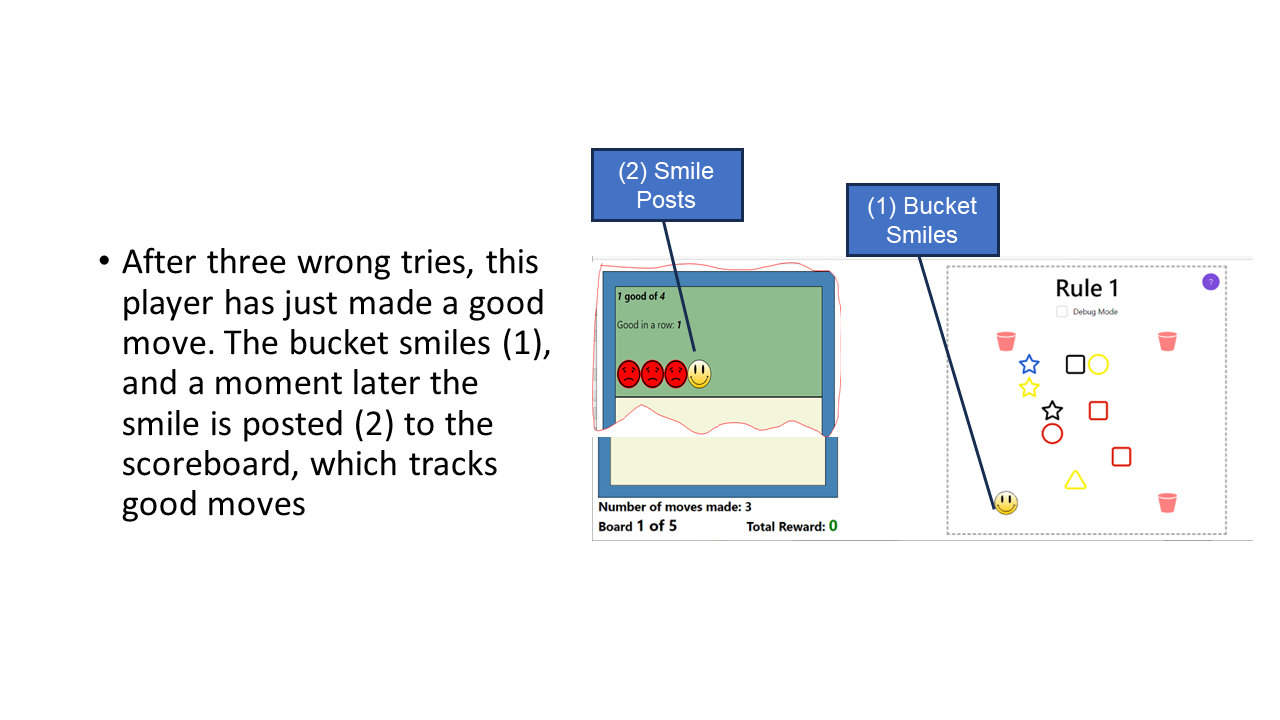 • After three wrong tries, this
player has just made a good
move. The bucket smiles (1),
and a moment later the
smile is posted (2) to the
scoreboard, which tracks
good moves
(2) Smile
Posts
(1) Bucket
Smiles
1 good of 4
Good in a row: 1
Number of moves made: 3
Board 1 of 5
Total Reward: 0
Rule 1
?
Debug Mode